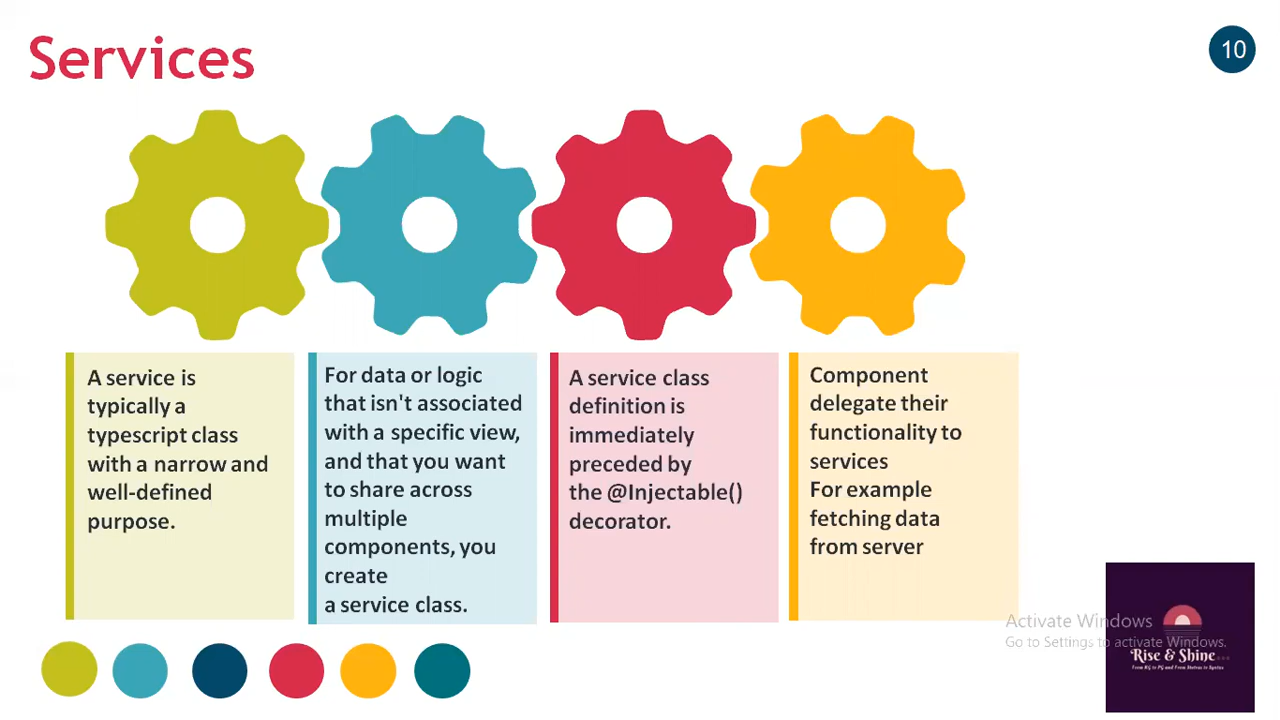 Services
10
A service is
typically a
typescript class
with a narrow and
well-defined
purpose.
For data or logic
that isn't associated
with a specific view,
and that you want
to share across
multiple
components, you
create
a service class.
A service class
definition is
immediately
preceded by
the @Injectable()
decorator.
Component
delegate their
functionality to
services
For example
fetching data
from server
Activate Windows
Go to Settings to activate Windows.
Rise & Shine